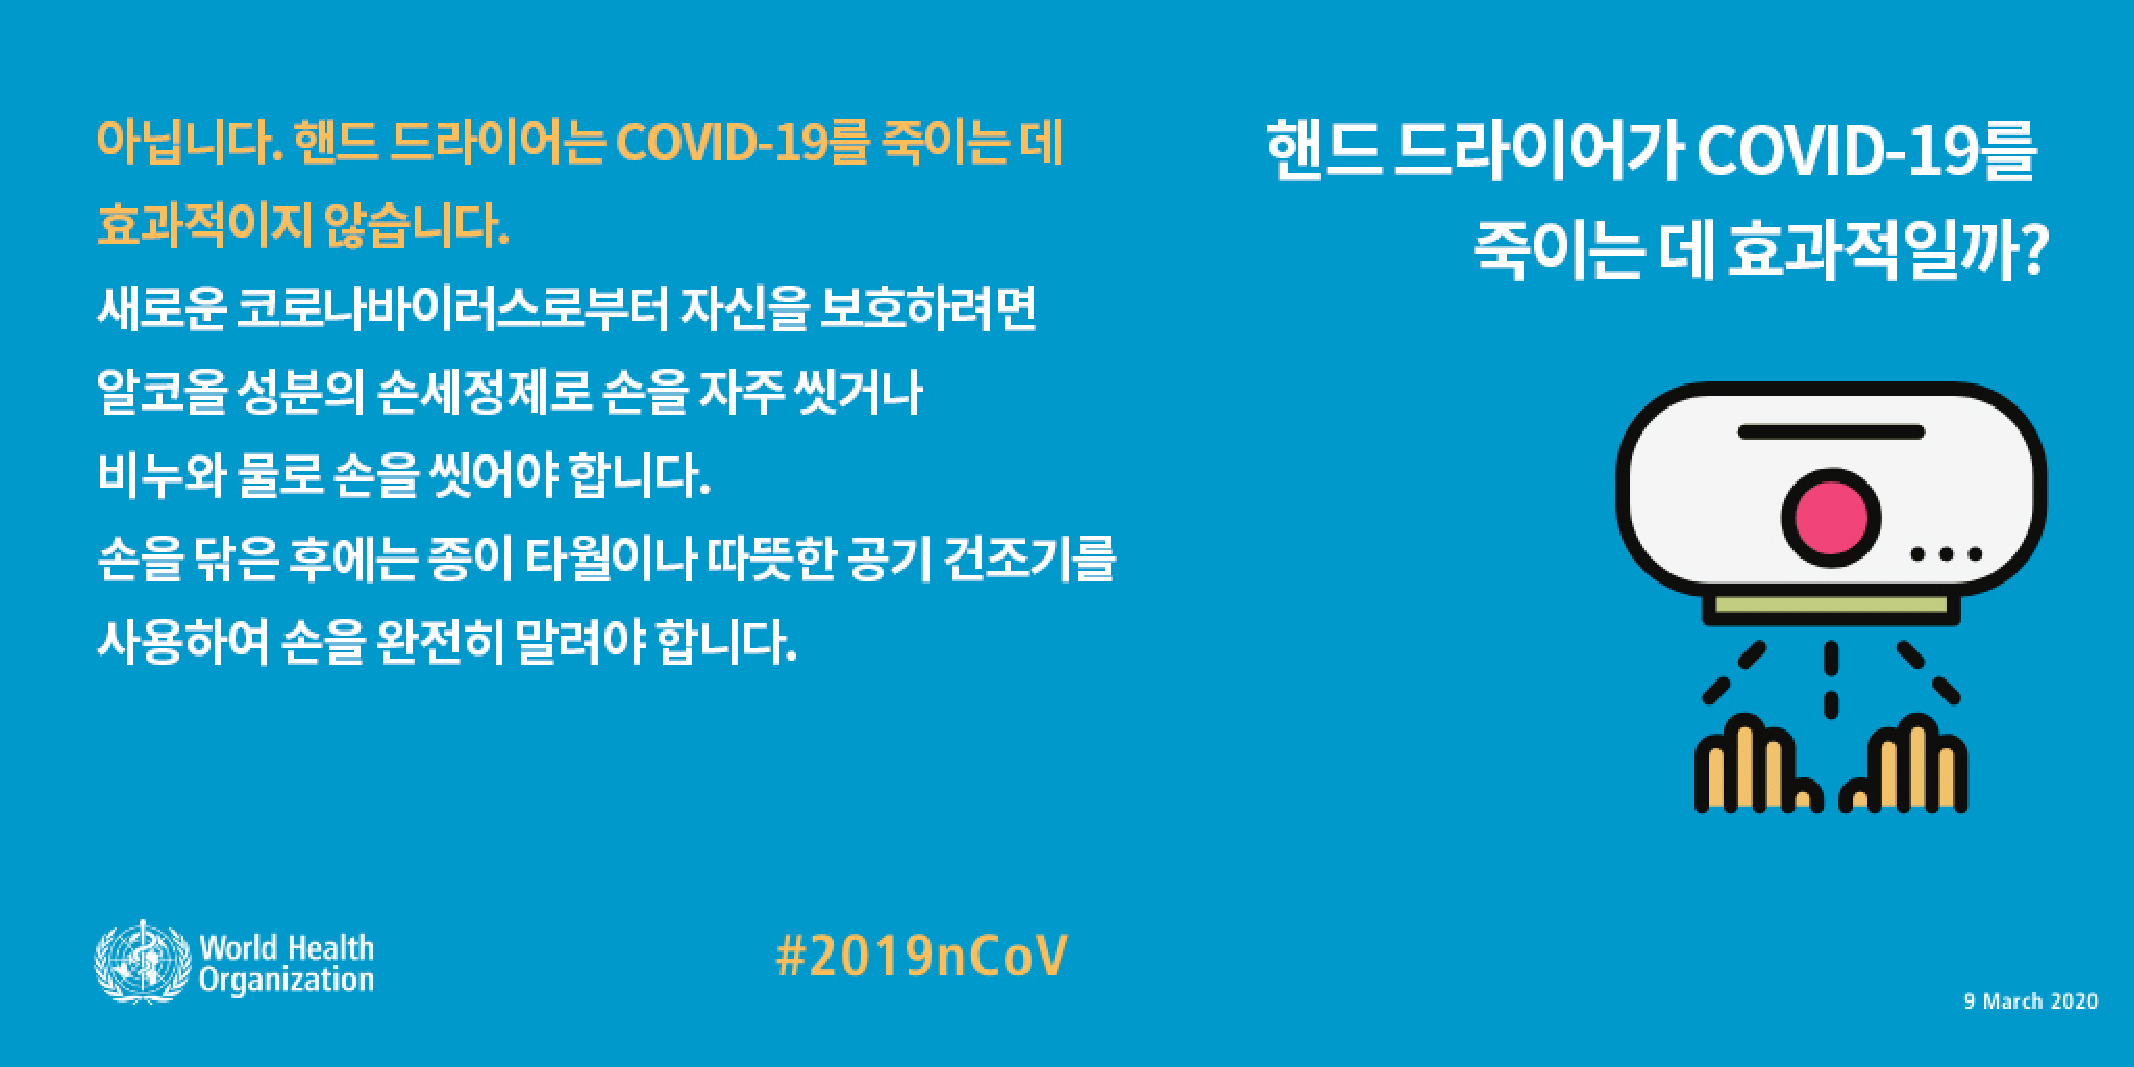 핸드 드라이어가 COVID-19를
죽이는 데 효과적일까?
아닙니다. 핸드 드라이어는 COVID-19를 죽이는 데
효과적이지 않습니다.
새로운 코로나바이러스로부터 자신을 보호하려면
알코올 성분의 손세정제로 손을 자주 씻거나
비누와 물로 손을 씻어야 합니다.
손을 닦은 후에는 종이 타월이나 따뜻한 공기 건조기를
사용하여 손을 완전히 말려야 합니다.
World Health
Organization
#2019nCoV
9 March 2020